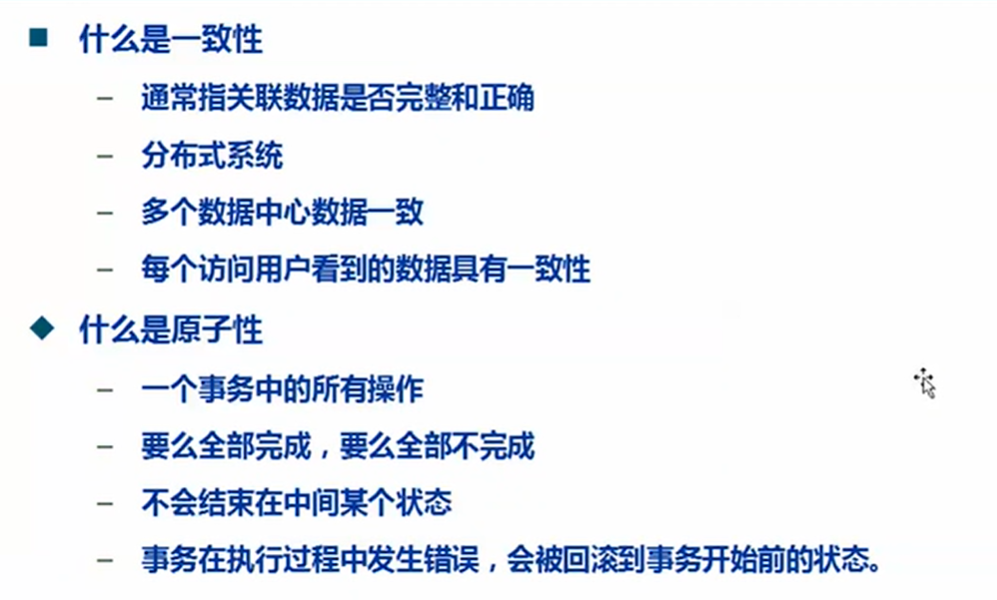 什么是一致性
– 通常指关联数据是否完整和正确
– 分布式系统
– 多个数据中心数据一致
– 每个访问用户看到的数据具有一致性
什么是原子性
– 一个事务中的所有操作
– 要么全部完成，要么全部不完成
– 不会结束在中间某个状态
– 事务在执行过程中发生错误，会被回滚到事务开始前的状态。